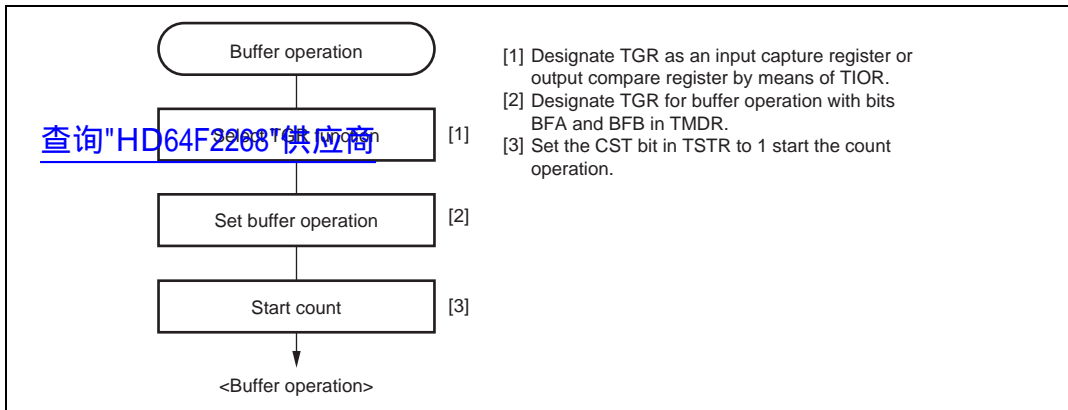 Buffer operation
Select TGR function
[1]
查询"HD64F2268"供应商
Set buffer operation
[2]
Start count
[3]
<Buffer operation>
[1] Designate TGR as an input capture register or
output compare register by means of TIOR.
[2] Designate TGR for buffer operation with bits
BFA and BFB in TMDR.
[3] Set the CST bit in TSTR to 1 start the count
operation.